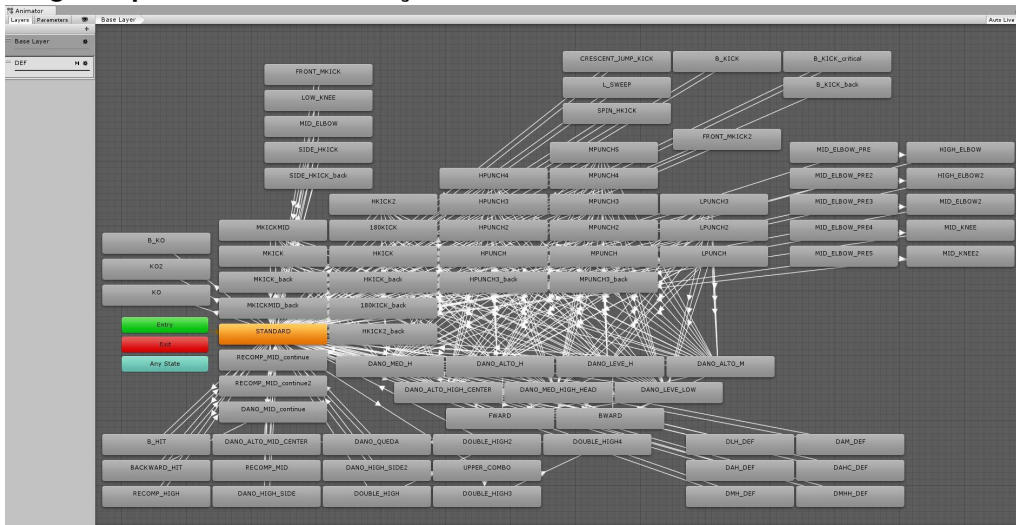 Animator
Layers Parameters
Base Layer
Auto Live
Base Layer
DEF
M
CRESCENT_JUMP_KICK
B_KICK
B_KICK_critical
FRONT_MKICK
L_SWEEP
B_KICK_back
LOW_KNEE
SPIN_HKICK
MID_ELBOW
FRONT_MKICK2
SIDE_HKICK
MPUNCH5
MID_ELBOW_PRE
HIGH_ELBOW
SIDE_HKICK_back
HPUNCH4
MPUNCH4
MID_ELBOW_PRE2
HIGH_ELBOW2
HKICK2
HPUNCH3
MPUNCH3
LPUNCH3
MID_ELBOW_PRE3
MID_ELBOW2
MKICKMID
180KICK
HPUNCH2
MPUNCH2
LPUNCH2
MID_ELBOW_PRE4
MID_KNEE
B_KO
MKICK
HKICK
HPUNCH
MPUNCH
LPUNCH
MID_ELBOW_PRE5
MID_KNEE2
KO2
MKICK_back
HKICK_back
HPUNCH3_back
MPUNCH3_back
KO
MKICKMID_back
180KICK_back
Entry
STANDARD
HKICK2_back
Exit
Any State
RECOMP_MID_continue
DANO_MED_H
DANO_ALTO_H
DANO_LEVE_H
DANO_ALTO_M
RECOMP_MID_continue2
DANO_ALTO_HIGH_CENTER
DANO_MED_HIGH_HEAD
DANO_LEVE_LOW
DANO_MID_continue
FWARD
BWARD
B_HIT
DANO_ALTO_MID_CENTER
DANO_QUEDA
DOUBLE_HIGH2
DOUBLE_HIGH4
DLH_DEF
DAM_DEF
BACKWARD_HIT
RECOMP_MID
DANO_HIGH_SIDE2
UPPER_COMBO
DAH_DEF
DAHC_DEF
RECOMP_HIGH
DANO_HIGH_SIDE
DOUBLE_HIGH
DOUBLE_HIGH3
DMH_DEF
DMHH_DEF